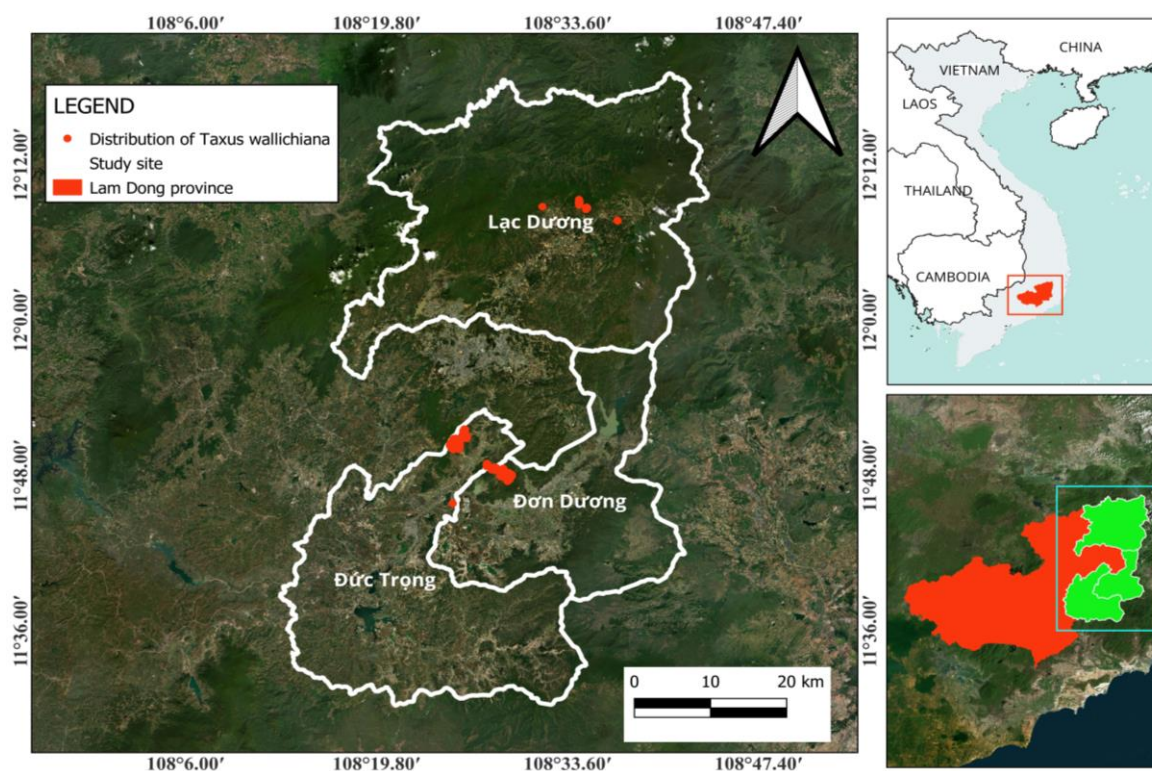 108°6.00′ 108°19.80′ 108°33.60′ 108°47.40′
LEGEND
Distribution of Taxus wallichiana
Study site
Lam Dong province
12°12.00′
12°0.00′
11°48.00′
11°36.00′
Lạc Dương
Đơn Dương
Đức Trọng
0 10 20 km
12°12.00′
12°0.00′
11°48.00′
11°36.00′
108°6.00′ 108°19.80′ 108°33.60′ 108°47.40′
CHINA
VIETNAM
LAOS
THAILAND
CAMBODIA